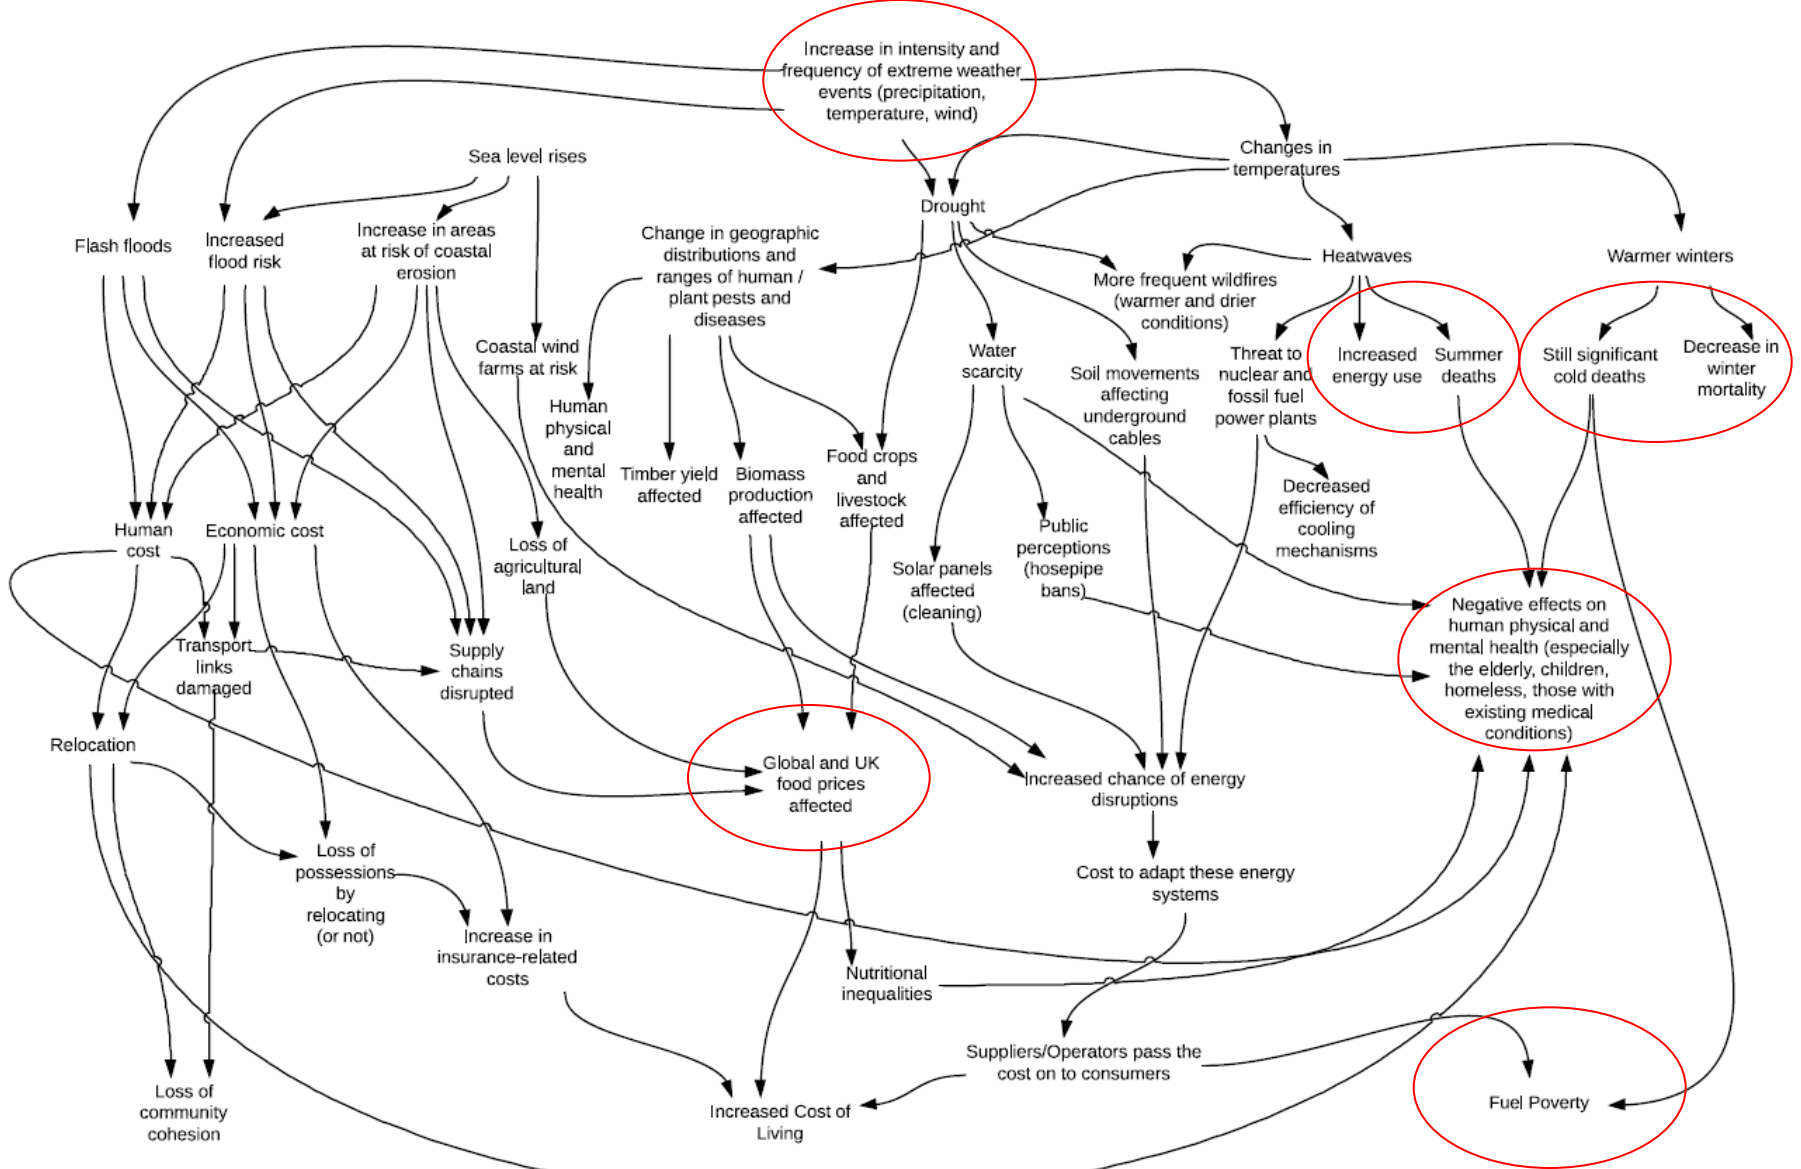 Increase in intensity and
frequency of extreme weather
events (precipitation,
temperature, wind)
Sea level rises
Changes in
temperatures
Drought
Flash floods
Increased
flood risk
Increase in areas
at risk of coastal
erosion
Change in geographic
distributions and
ranges of human /
plant pests and
diseases
Heatwaves
Warmer winters
More frequent wildfires
(warmer and drier
conditions)
Coastal wind
farms at risk
Water
scarcity
Soil movements
affecting
underground
cables
Threat to
nuclear and
fossil fuel
power plants
Increased
energy use
Summer
deaths
Still significant
cold deaths
Decrease in
winter
mortality
Human
physical
and
mental
health
Timber yield
affected
Biomass
production
affected
Food crops
and
livestock
affected
Decreased
efficiency of
cooling
mechanisms
Human
cost
Economic cost
Loss of
agricultural
land
Solar panels
affected
(cleaning)
Public
perceptions
(hosepipe
bans)
Negative effects on
human physical and
mental health (especially
the elderly, children,
homeless, those with
existing medical
conditions)
Transport
links
damaged
Supply
chains
disrupted
Relocation
Global and UK
food prices
affected
Increased chance of energy
disruptions
Loss of
possessions
by
relocating
(or not)
Cost to adapt these energy
systems
Increase in
insurance-related
costs
Nutritional
inequalities
Suppliers/Operators pass the
cost on to consumers
Loss of
community
cohesion
Increased Cost of
Living
Fuel Poverty